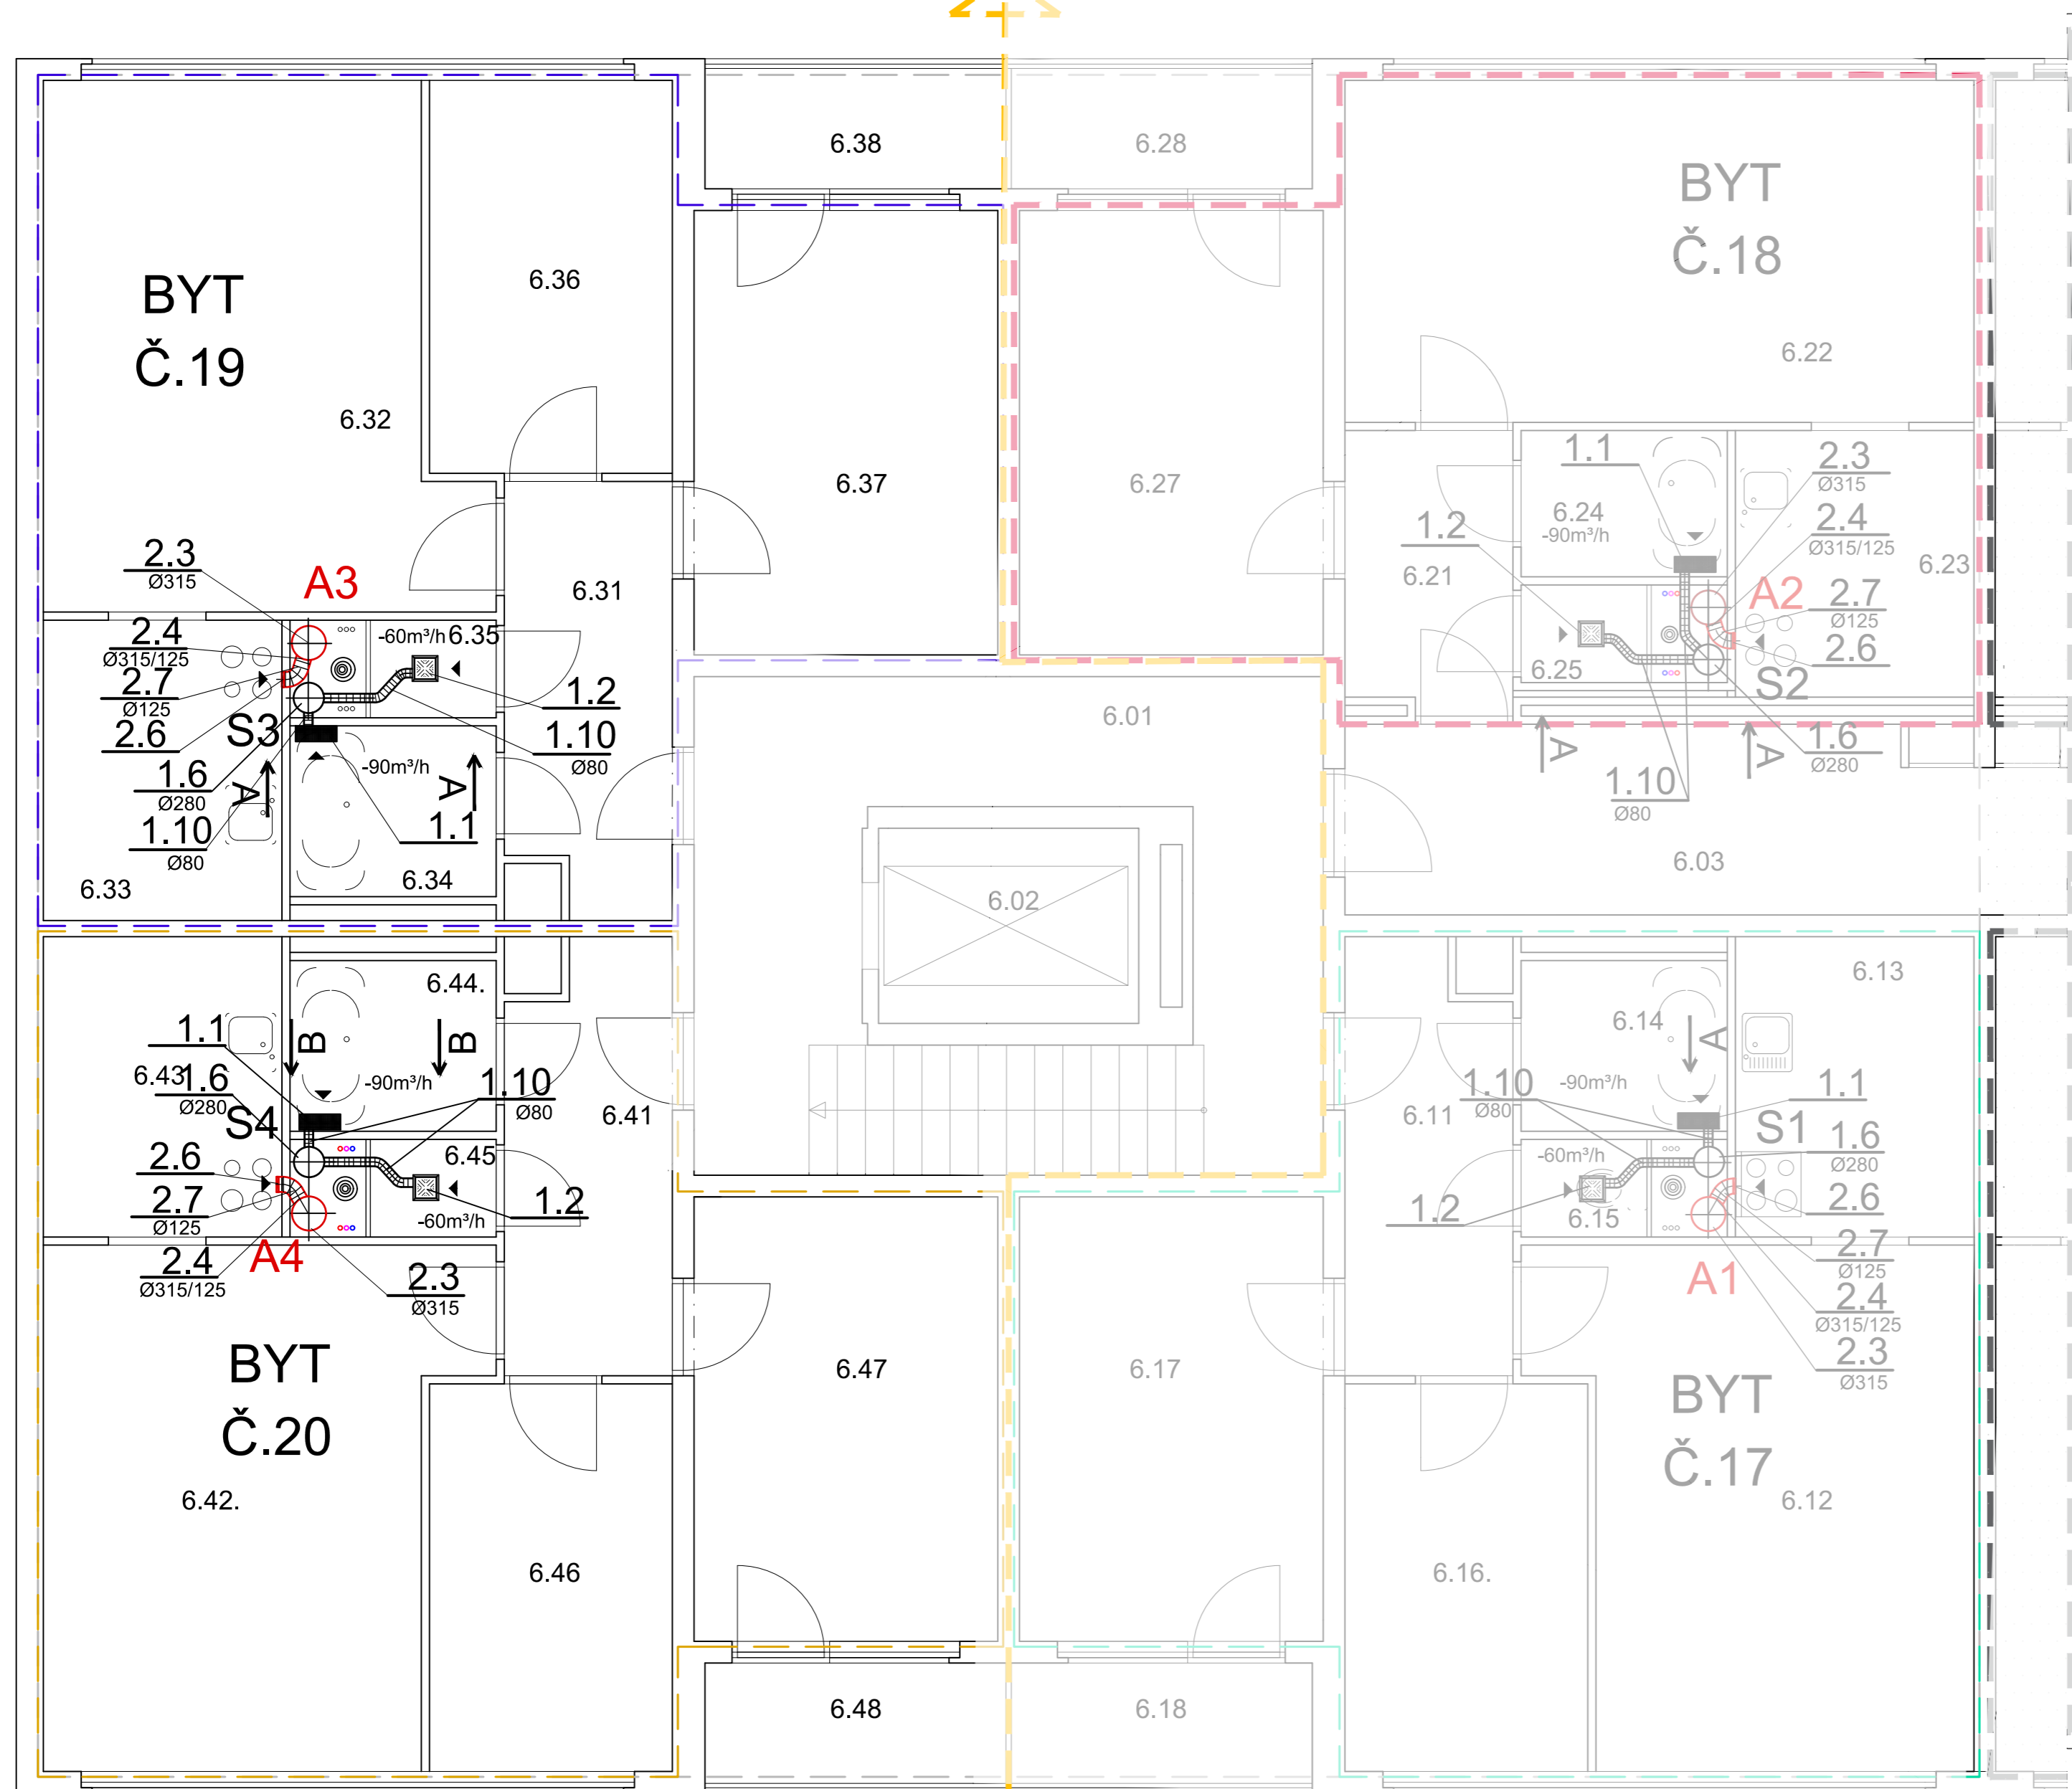 6.38
6.28
BYT
Č.18
6.36
BYT
Č.19
6.22
6.32
6.37
6.27
1.1
2.3
Ø315
6.24
-90m³/h
1.2
2.4
Ø315/125
6.21
6.23
2.3
Ø315
A3
6.31
A2
2.7
Ø125
2.4
Ø315/125
-60m³/h
6.35
2.6
2.7
Ø125
6.25
S2
1.2
S3
2.6
6.01
1.10
Ø80
1.6
Ø280
A
A
-90m³/h
1.6
Ø280
A
A
1.10
Ø80
1.10
Ø80
1.1
6.03
6.33
6.34
6.02
6.44.
6.13
1.1
B
B
6.14
A
6.43
1.6
Ø280
-90m³/h
1.10
Ø80
1.10
Ø80
-90m³/h
1.1
S4
6.41
6.11
S1
1.6
Ø280
2.6
6.45
-60m³/h
2.7
Ø125
-60m³/h
1.2
1.2
6.15
2.6
A4
2.4
Ø315/125
2.3
Ø315
A1
2.7
Ø125
2.4
Ø315/125
BYT
Č.20
6.47
6.17
2.3
Ø315
BYT
Č.17
6.42.
6.12
6.46
6.16.
6.48
6.18